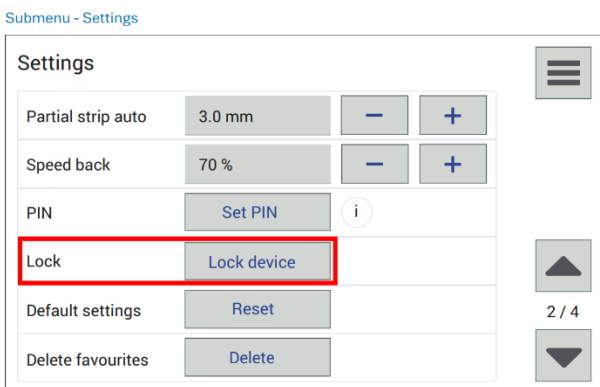 Submenu - Settings
Settings
Partial strip auto 3.0 mm − +
Speed back 70 % − +
PIN Set PIN i
Lock Lock device
Default settings Reset
2 / 4
Delete favourites Delete